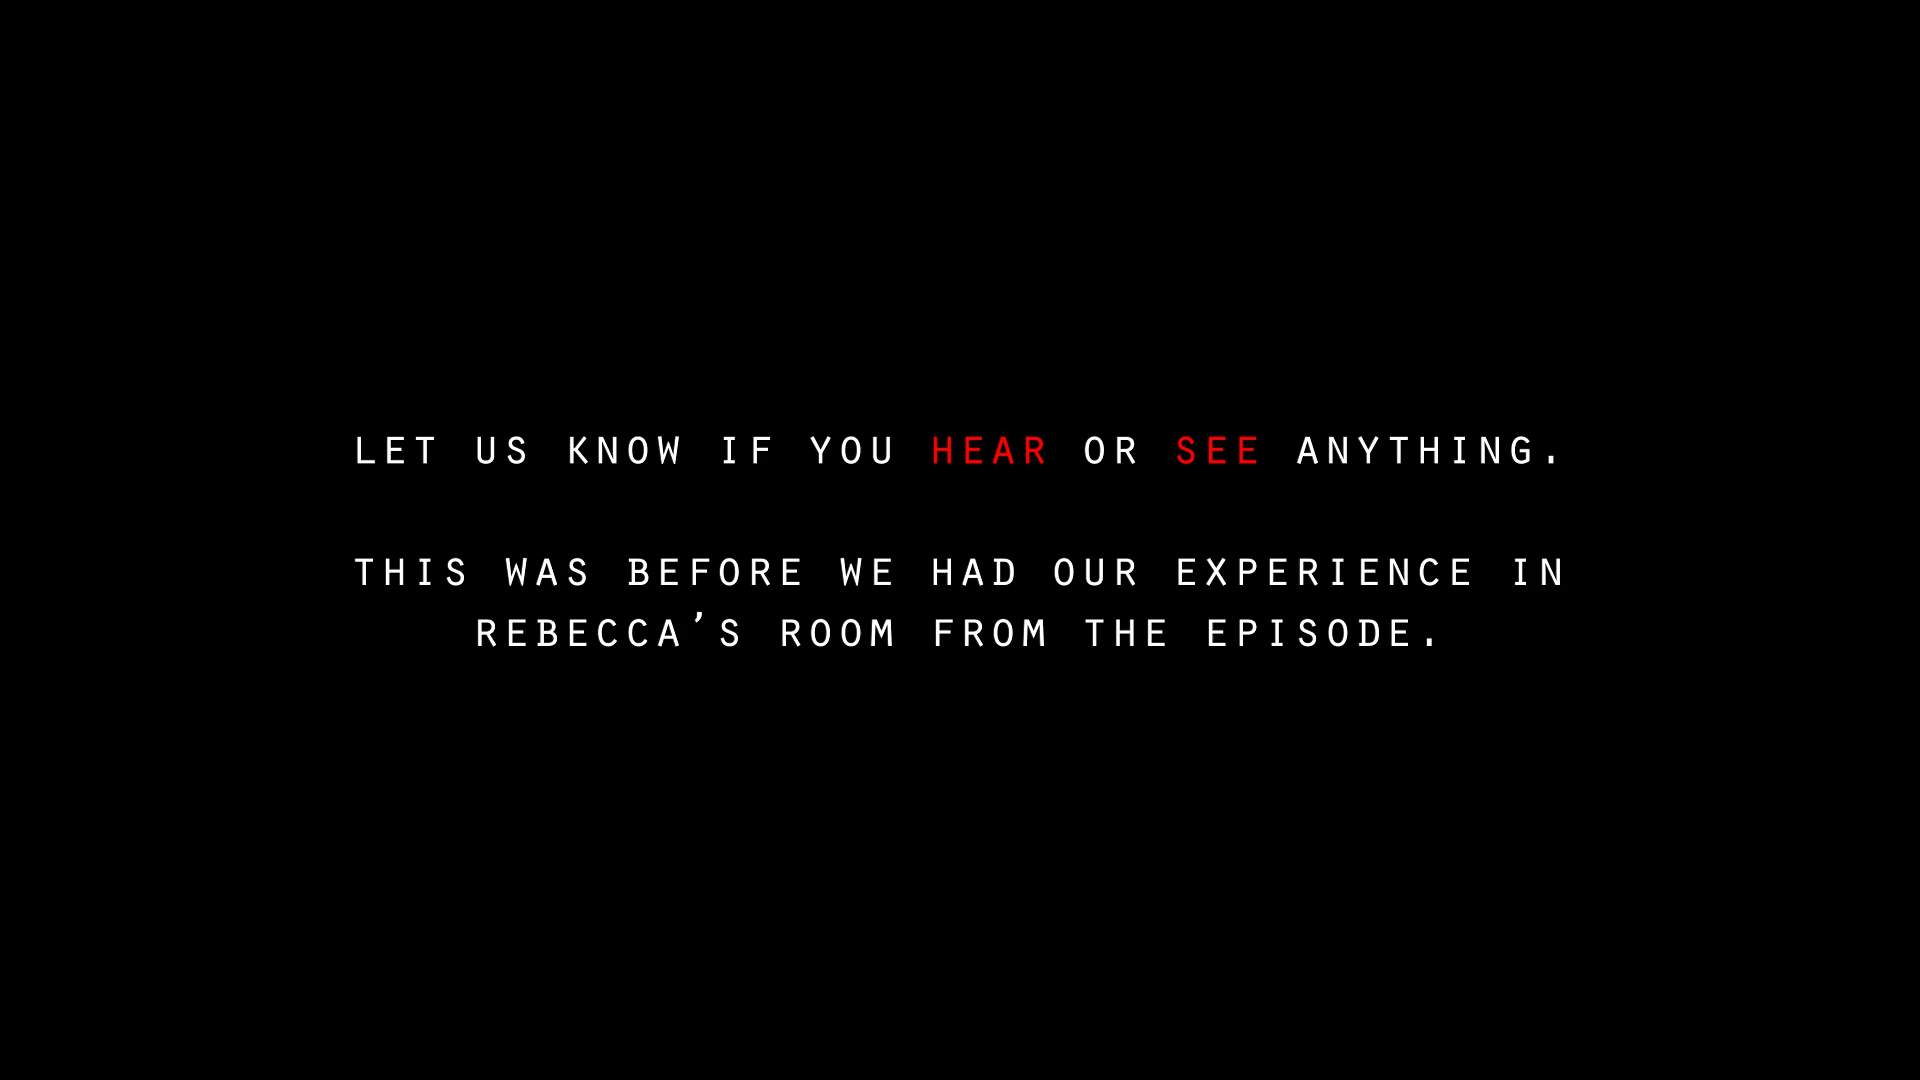 LET US KNOW IF YOU HEAR OR SEE ANYTHING.
THIS WAS BEFORE WE HAD OUR EXPERIENCE IN
REBECCA’S ROOM FROM THE EPISODE.